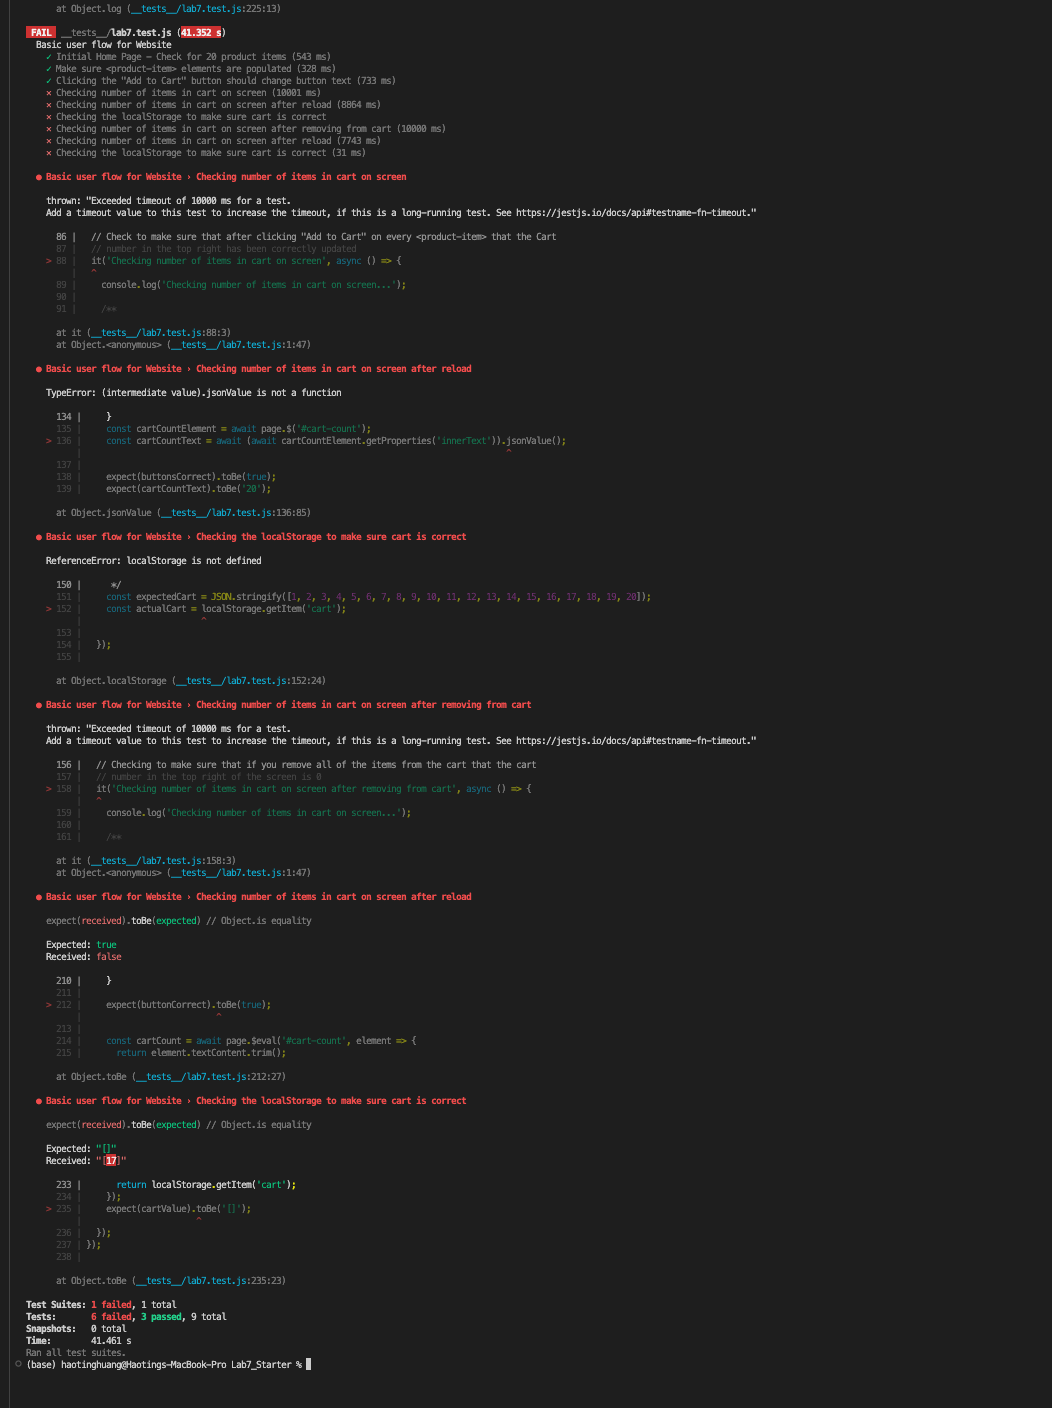 at Object.log (__tests__/lab7.test.js:225:13)
FAIL __tests__/lab7.test.js (41.352 s)
Basic user flow for Website
✓ Initial Home Page - Check for 20 product items (543 ms)
✓ Make sure <product-item> elements are populated (328 ms)
✓ Clicking the "Add to Cart" button should change button text (733 ms)
✕ Checking number of items in cart on screen (10001 ms)
✕ Checking number of items in cart on screen after reload (8864 ms)
✕ Checking the localStorage to make sure cart is correct
✕ Checking number of items in cart on screen after removing from cart (10000 ms)
✕ Checking number of items in cart on screen after reload (7743 ms)
✕ Checking the localStorage to make sure cart is correct (31 ms)
● Basic user flow for Website › Checking number of items in cart on screen
thrown: "Exceeded timeout of 10000 ms for a test.
Add a timeout value to this test to increase the timeout, if this is a long-running test. See https://jestjs.io/docs/api#testname-fn-timeout."
86 | // Check to make sure that after clicking "Add to Cart" on every <product-item> that the Cart
87 | // number in the top right has been correctly updated
> 88 | it('Checking number of items in cart on screen', async () => {
| ^
89 | console.log('Checking number of items in cart on screen...');
90 |
91 | /**
at it (__tests__/lab7.test.js:88:3)
at Object.<anonymous> (__tests__/lab7.test.js:1:47)
● Basic user flow for Website › Checking number of items in cart on screen after reload
TypeError: (intermediate value).jsonValue is not a function
134 | }
135 | const cartCountElement = await page.$('#cart-count');
> 136 | const cartCountText = await (await cartCountElement.getProperties('innerText')).jsonValue();
| ^
137 |
138 | expect(buttonsCorrect).toBe(true);
139 | expect(cartCountText).toBe('20');
at Object.jsonValue (__tests__/lab7.test.js:136:85)
● Basic user flow for Website › Checking the localStorage to make sure cart is correct
ReferenceError: localStorage is not defined
150 | */
151 | const expectedCart = JSON.stringify([1, 2, 3, 4, 5, 6, 7, 8, 9, 10, 11, 12, 13, 14, 15, 16, 17, 18, 19, 20]);
> 152 | const actualCart = localStorage.getItem('cart');
| ^
153 |
154 | });
155 |
at Object.localStorage (__tests__/lab7.test.js:152:24)
● Basic user flow for Website › Checking number of items in cart on screen after removing from cart
thrown: "Exceeded timeout of 10000 ms for a test.
Add a timeout value to this test to increase the timeout, if this is a long-running test. See https://jestjs.io/docs/api#testname-fn-timeout."
156 | // Checking to make sure that if you remove all of the items from the cart that the cart
157 | // number in the top right of the screen is 0
> 158 | it('Checking number of items in cart on screen after removing from cart', async () => {
| ^
159 | console.log('Checking number of items in cart on screen...');
160 |
161 | /**
at it (__tests__/lab7.test.js:158:3)
at Object.<anonymous> (__tests__/lab7.test.js:1:47)
● Basic user flow for Website › Checking number of items in cart on screen after reload
expect(received).toBe(expected) // Object.is equality
Expected: true
Received: false
210 | }
211 |
> 212 | expect(buttonCorrect).toBe(true);
| ^
213 |
214 | const cartCount = await page.$eval('#cart-count', element => {
215 | return element.textContent.trim();
at Object.toBe (__tests__/lab7.test.js:212:27)
● Basic user flow for Website › Checking the localStorage to make sure cart is correct
expect(received).toBe(expected) // Object.is equality
Expected: "[]"
Received: "[17]"
233 | return localStorage.getItem('cart');
234 | });
> 235 | expect(cartValue).toBe('[]');
| ^
236 | });
237 | });
238 |
at Object.toBe (__tests__/lab7.test.js:235:23)
Test Suites: 1 failed, 1 total
Tests: 6 failed, 3 passed, 9 total
Snapshots: 0 total
Time: 41.461 s
Ran all test suites.
(base) haotinghuang@Haotings-MacBook-Pro Lab7_Starter %